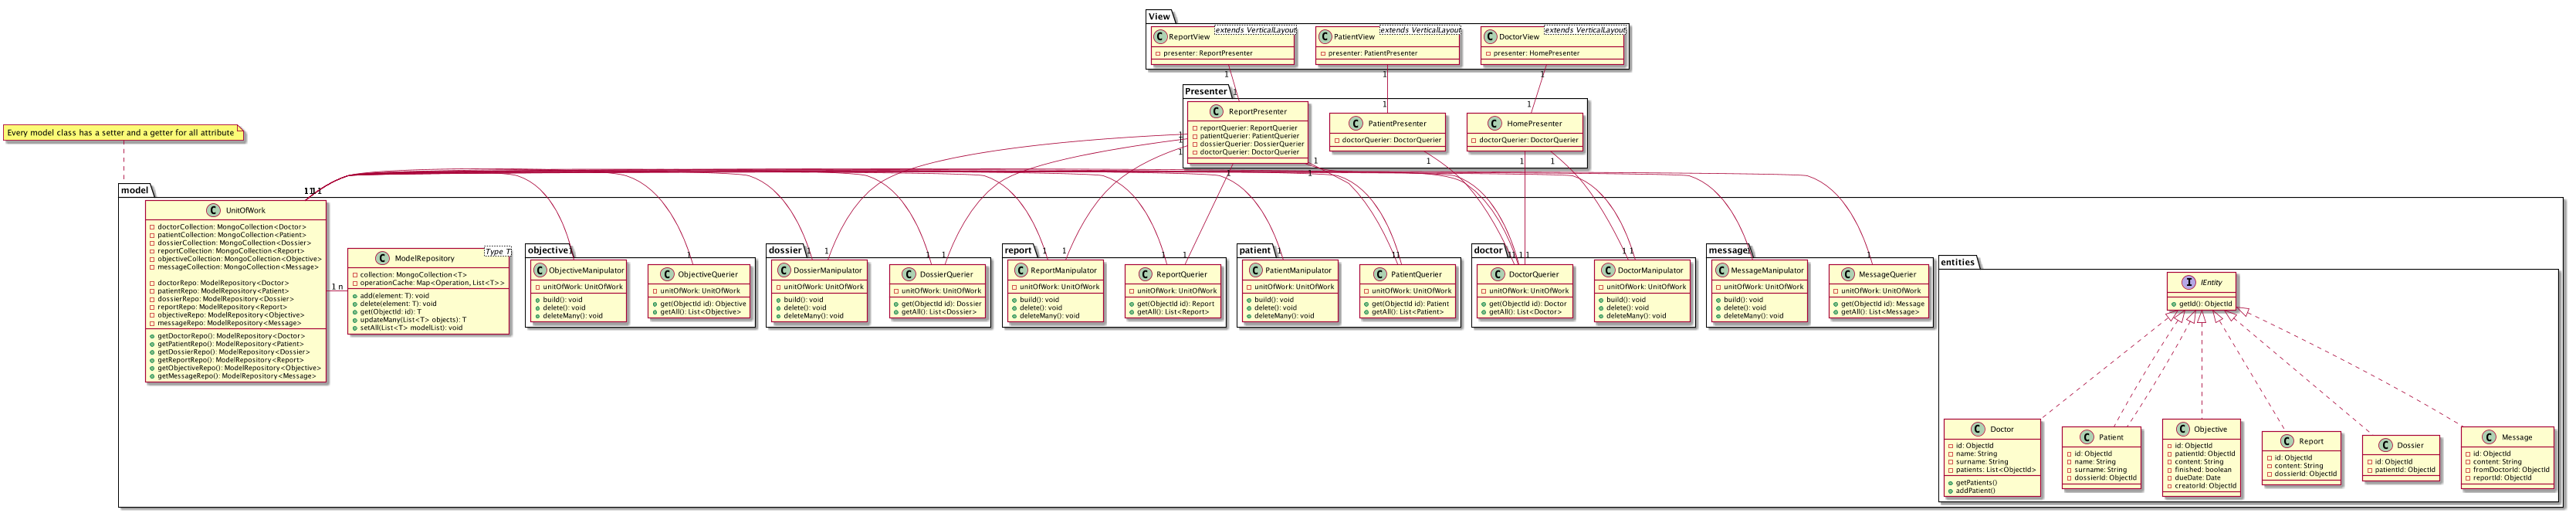 View
C ReportView
extends VerticalLayout
presenter: ReportPresenter
C PatientView
extends VerticalLayout
presenter: PatientPresenter
C DoctorView
extends VerticalLayout
presenter: HomePresenter
1
1
1
1
1
1
Presenter
C ReportPresenter
reportQuerier: ReportQuerier
patientQuerier: PatientQuerier
dossierQuerier: DossierQuerier
doctorQuerier: DoctorQuerier
C PatientPresenter
doctorQuerier: DoctorQuerier
C HomePresenter
doctorQuerier: DoctorQuerier
Every model class has a setter and a getter for all attribute
model
C UnitOfWork
doctorCollection: MongoCollection<Doctor>
patientCollection: MongoCollection<Patient>
dossierCollection: MongoCollection<Dossier>
reportCollection: MongoCollection<Report>
objectiveCollection: MongoCollection<Objective>
messageCollection: MongoCollection<Message>
doctorRepo: ModelRepository<Doctor>
patientRepo: ModelRepository<Patient>
dossierRepo: ModelRepository<Dossier>
reportRepo: ModelRepository<Report>
objectiveRepo: ModelRepository<Objective>
messageRepo: ModelRepository<Message>
getDoctorRepo(): ModelRepository<Doctor>
getPatientRepo(): ModelRepository<Patient>
getDossierRepo(): ModelRepository<Dossier>
getReportRepo(): ModelRepository<Report>
getObjectiveRepo(): ModelRepository<Objective>
getMessageRepo(): ModelRepository<Message>
1 n
C ModelRepository
Type T
collection: MongoCollection<T>
operationCache: Map<Operation, List<T>>
add(element: T): void
delete(element: T): void
get(ObjectId: id): T
updateMany(List<T> objects): T
setAll(List<T> modelList): void
objective
C ObjectiveManipulator
unitOfWork: UnitOfWork
build(): void
delete(): void
deleteMany(): void
C ObjectiveQuerier
unitOfWork: UnitOfWork
get(ObjectId id): Objective
getAll(): List<Objective>
dossier
C DossierManipulator
unitOfWork: UnitOfWork
build(): void
delete(): void
deleteMany(): void
C DossierQuerier
unitOfWork: UnitOfWork
get(ObjectId id): Dossier
getAll(): List<Dossier>
report
C ReportManipulator
unitOfWork: UnitOfWork
build(): void
delete(): void
deleteMany(): void
C ReportQuerier
unitOfWork: UnitOfWork
get(ObjectId id): Report
getAll(): List<Report>
patient
C PatientManipulator
unitOfWork: UnitOfWork
build(): void
delete(): void
deleteMany(): void
C PatientQuerier
unitOfWork: UnitOfWork
get(ObjectId id): Patient
getAll(): List<Patient>
doctor
C DoctorQuerier
unitOfWork: UnitOfWork
get(ObjectId id): Doctor
getAll(): List<Doctor>
C DoctorManipulator
unitOfWork: UnitOfWork
build(): void
delete(): void
deleteMany(): void
message
C MessageManipulator
unitOfWork: UnitOfWork
build(): void
delete(): void
deleteMany(): void
C MessageQuerier
unitOfWork: UnitOfWork
get(ObjectId id): Message
getAll(): List<Message>
entities
I IEntity
getId(): ObjectId
C Doctor
id: ObjectId
name: String
surname: String
patients: List<ObjectId>
getPatients()
addPatient()
C Patient
id: ObjectId
name: String
surname: String
dossierId: ObjectId
C Objective
id: ObjectId
patientId: ObjectId
content: String
finished: boolean
dueDate: Date
creatorId: ObjectId
C Report
id: ObjectId
content: String
dossierId: ObjectId
C Dossier
id: ObjectId
patientId: ObjectId
C Message
id: ObjectId
content: String
fromDoctorId: ObjectId
reportId: ObjectId